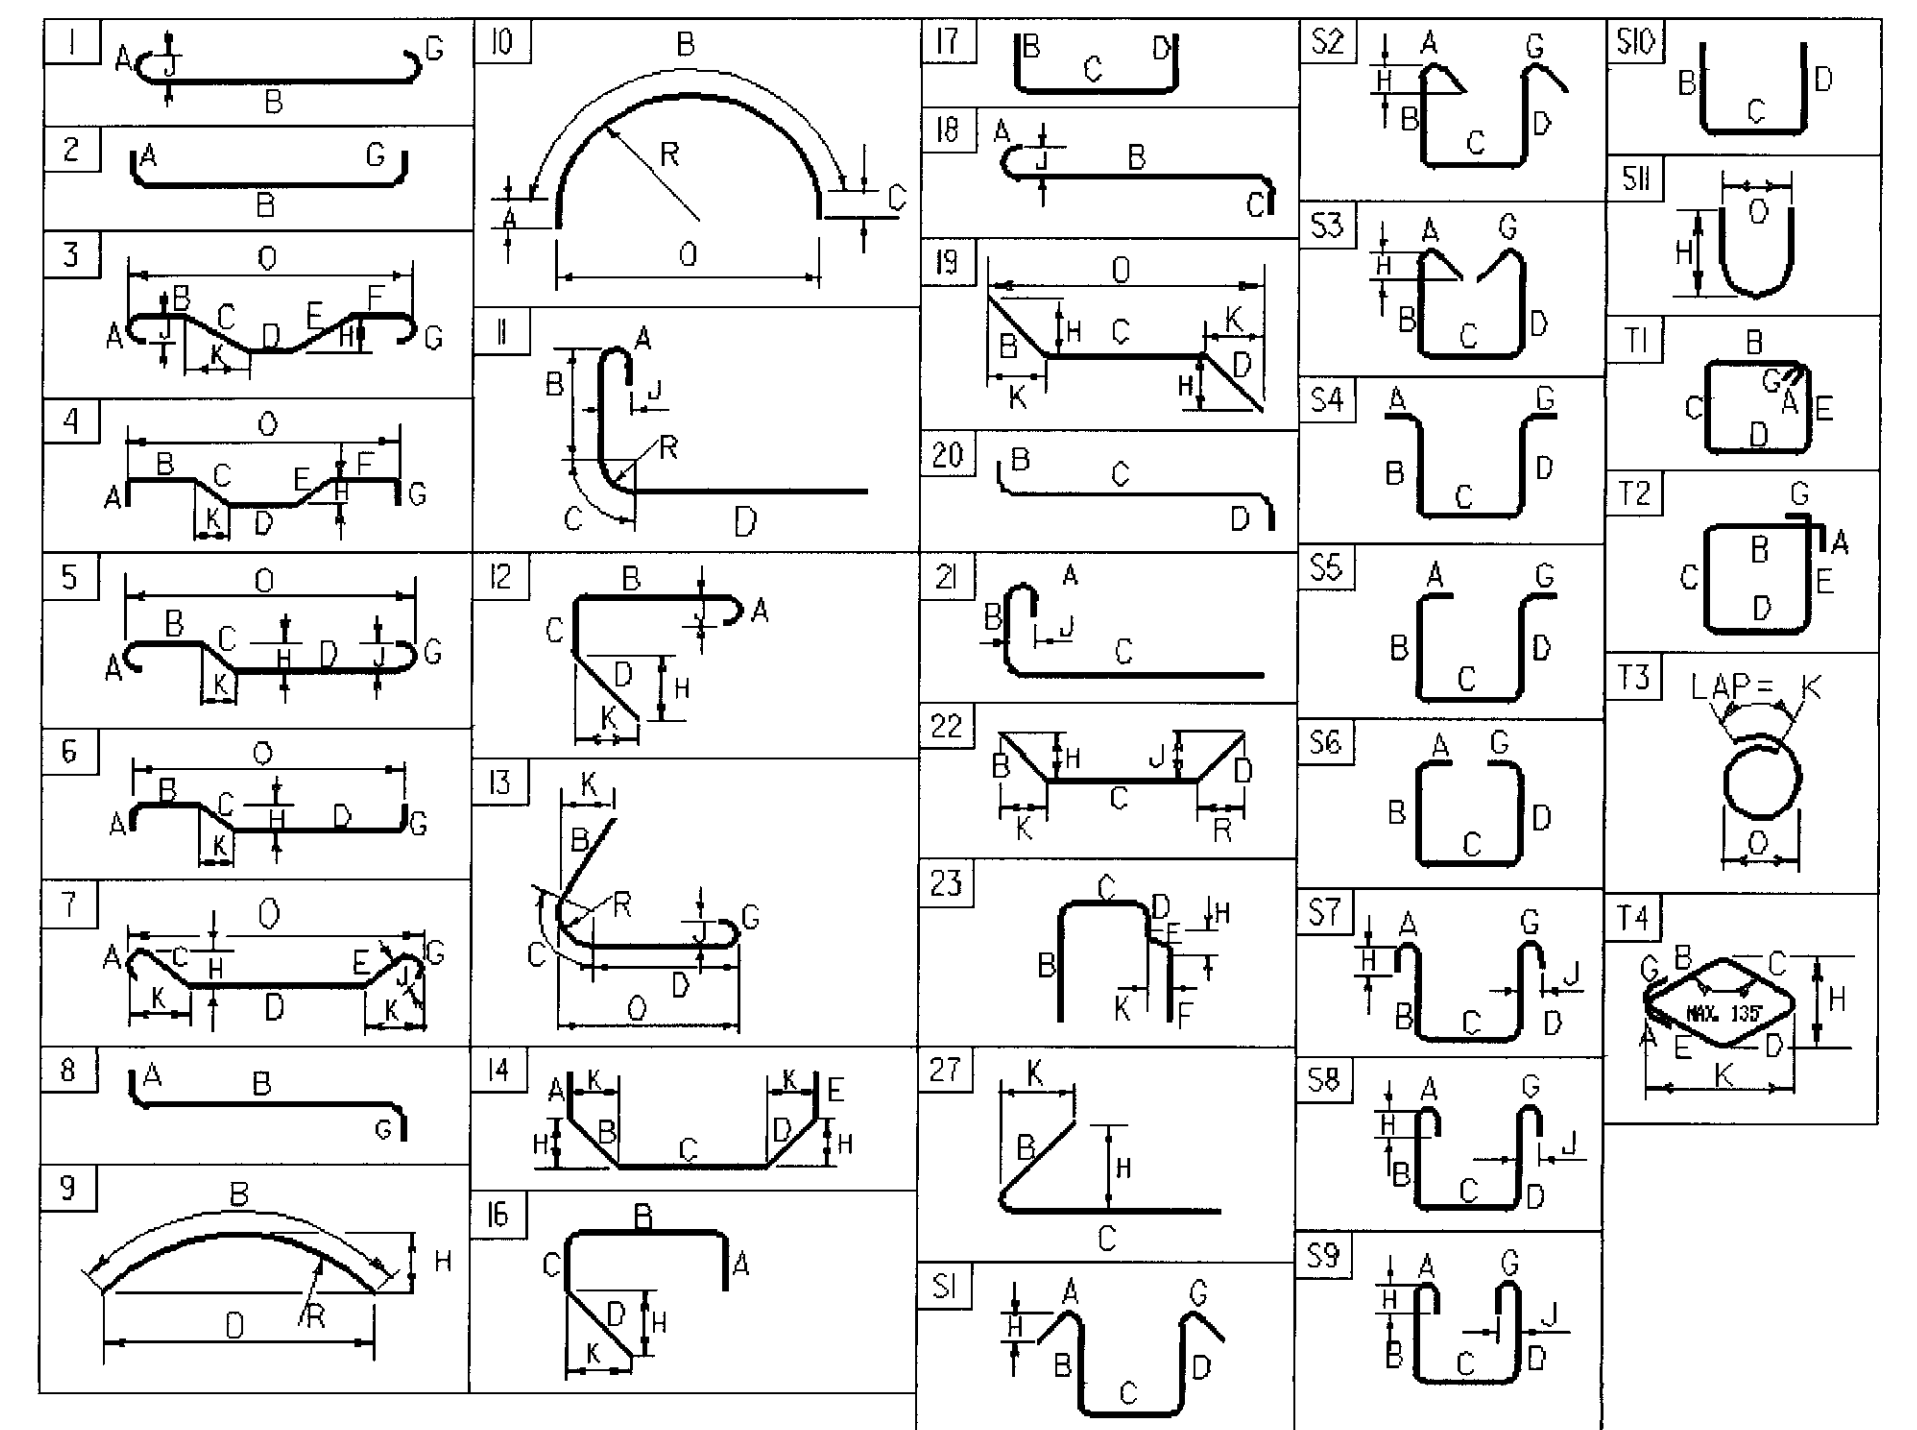 1
A J G
B
2
A G
B
3
O
B C E F
A J D H G
K
4
O
B C E F
A H G
K D
5
O
B C
A H D J G
K
6
O
B C
A H D G
K
7
O
A C H E G
J
K D K
8
A B
G
9
B
H
R
O
10
B
R
A C
O
11
A
B J
R
C D
12
B
J A
C
D H
K
13
K
B
R G
J
C D
O
14
A K K E
H B D H
C
16
B
C A
D H
K
17
B D
C
18
A
J B
C
19
O
H C K
B D
K H
20
B C
D
21
A
B J
C
22
B H J D
C
K R
23
C
D H
E
B
K F
27
K
B H
C
S1
A G
H
B D
C
S2
A G
H
B D
C
S3
A G
H
B D
C
S4
A G
B D
C
S5
A G
B D
C
S6
A G
B D
C
S7
A G
H J
B C D
S8
A G
H J
B C D
S9
A G
H J
B C D
S10
B D
C
S11
O
H
T1
B
G
C A E
D
T2
G
B A
C E
D
T3
LAP = K
O
T4
G B C
MAX. 135° H
A E D
K